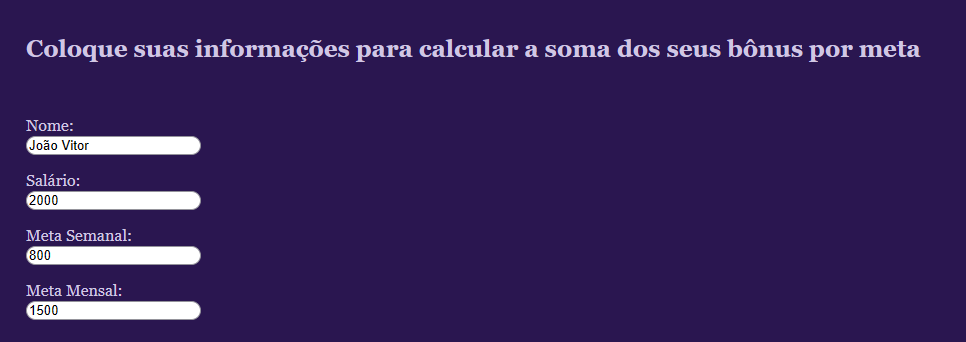 Coloque suas informações para calcular a soma dos seus bônus por meta
Nome:
João Vitor
Salário:
2000
Meta Semanal:
800
Meta Mensal:
1500